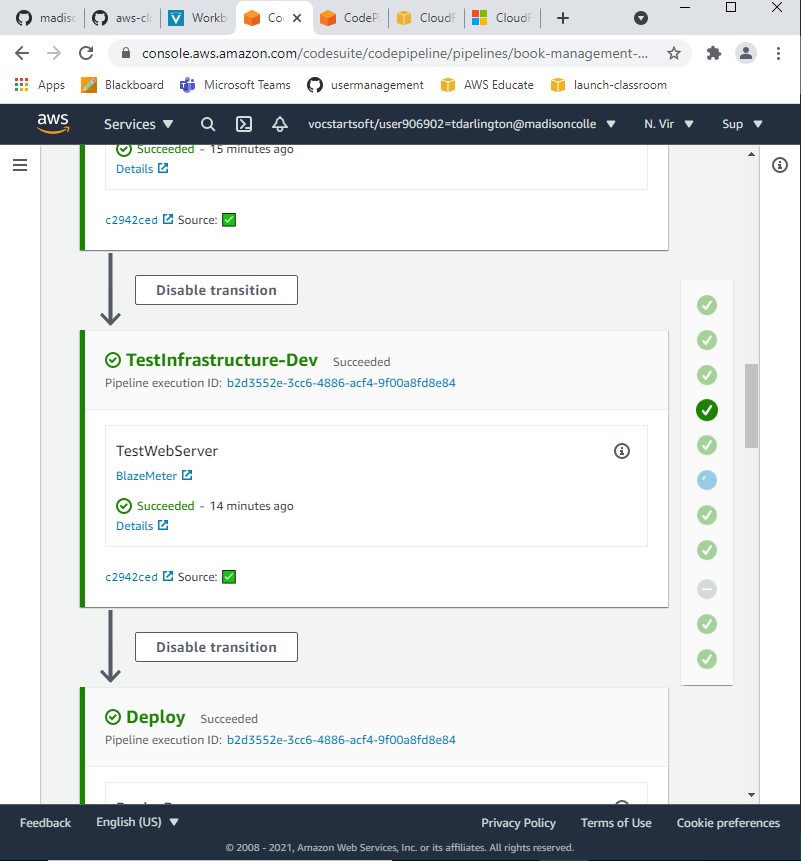 madisc
aws-clo
Workb
Co
CodeP
CloudF
CloudF
console.aws.amazon.com/codesuite/codepipeline/pipelines/book-management-...
Apps
Blackboard
Microsoft Teams
usermanagement
AWS Educate
launch-classroom
aws
Services
vocstartsoft/user906902=tdarlington@madisoncolle
N. Vir
Sup
Succeeded - 15 minutes ago
Details
c2942ced Source:
Disable transition
TestInfrastructure-Dev Succeeded
Pipeline execution ID: b2d3552e-3cc6-4886-acf4-9f00a8fd8e84
TestWebServer
BlazeMeter
Succeeded - 14 minutes ago
Details
c2942ced Source:
Disable transition
Deploy Succeeded
Pipeline execution ID: b2d3552e-3cc6-4886-acf4-9f00a8fd8e84
Feedback
English (US)
Privacy Policy
Terms of Use
Cookie preferences
© 2008 - 2021, Amazon Web Services, Inc. or its affiliates. All rights reserved.